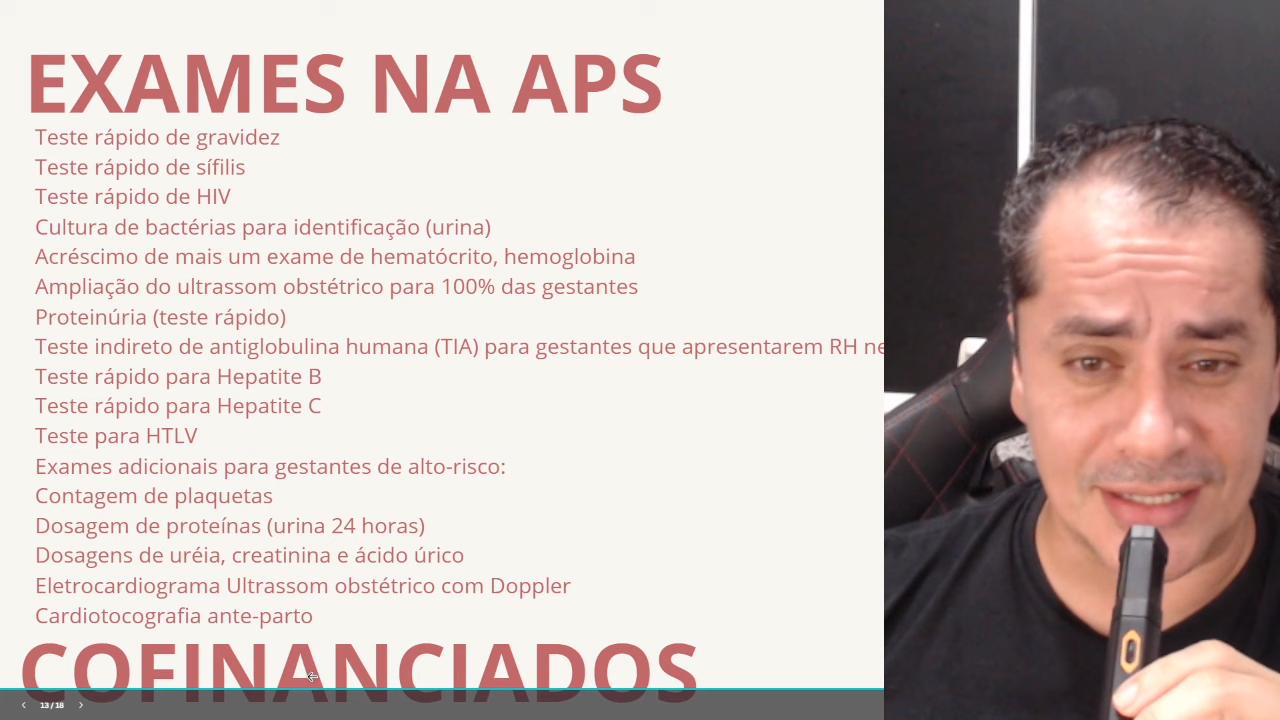 EXAMES NA APS
Teste rápido de gravidez
Teste rápido de sífilis
Teste rápido de HIV
Cultura de bactérias para identificação (urina)
Acréscimo de mais um exame de hematócrito, hemoglobina
Ampliação do ultrassom obstétrico para 100% das gestantes
Proteinúria (teste rápido)
Teste indireto de antiglobulina humana (TIA) para gestantes que apresentarem RH ne
Teste rápido para Hepatite B
Teste rápido para Hepatite C
Teste para HTLV
Exames adicionais para gestantes de alto-risco:
Contagem de plaquetas
Dosagem de proteínas (urina 24 horas)
Dosagens de uréia, creatinina e ácido úrico
Eletrocardiograma Ultrassom obstétrico com Doppler
Cardiotocografia ante-parto
COFINANCIADOS
13 / 18